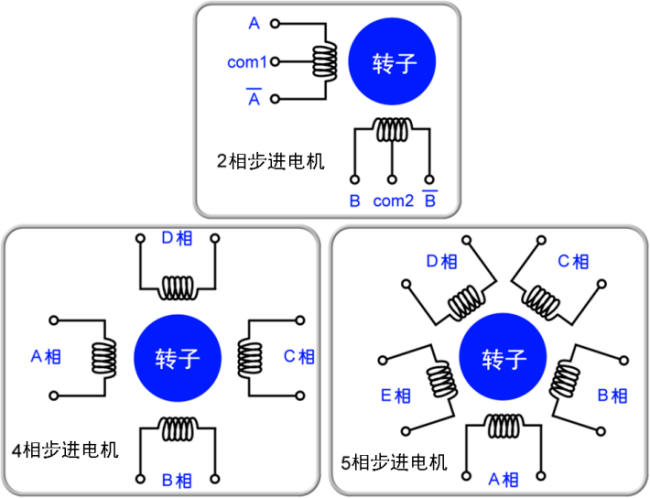 A
com1
A̅
转子
2相步进电机
B com2 B̅
D相
A相
转子
C相
4相步进电机
B相
D相
C相
转子
E相
B相
5相步进电机
A相